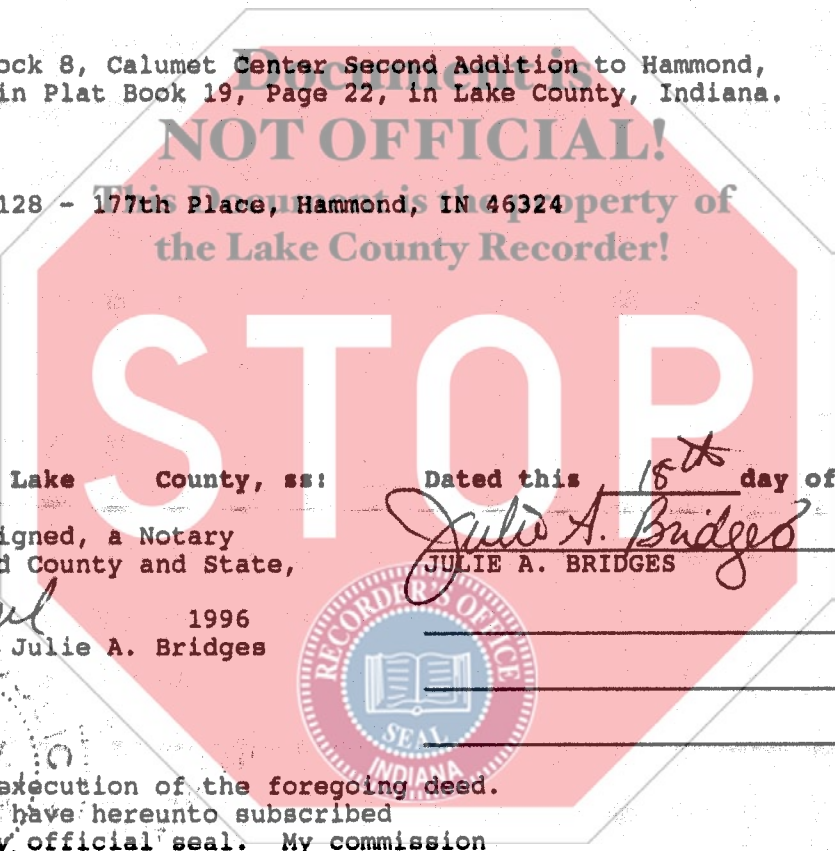 ock 8, Calumet Center Second Addition to Hammond,
Document is
in Plat Book 19, Page 22, in Lake County, Indiana.
NOT OFFICIAL!
128 - 177th Place, Hammond, IN 46324
This Document is the property of
the Lake County Recorder!
STOP
Lake County, ss: Dated this 18th day of
igned, a Notary
d County and State,
Julie A. Bridges
JULIE A. BRIDGES
1996
Julie A. Bridges
RECORDER'S OFFICE
SEAL
INDIANA
execution of the foregoing deed.
have hereunto subscribed
official seal. My commission